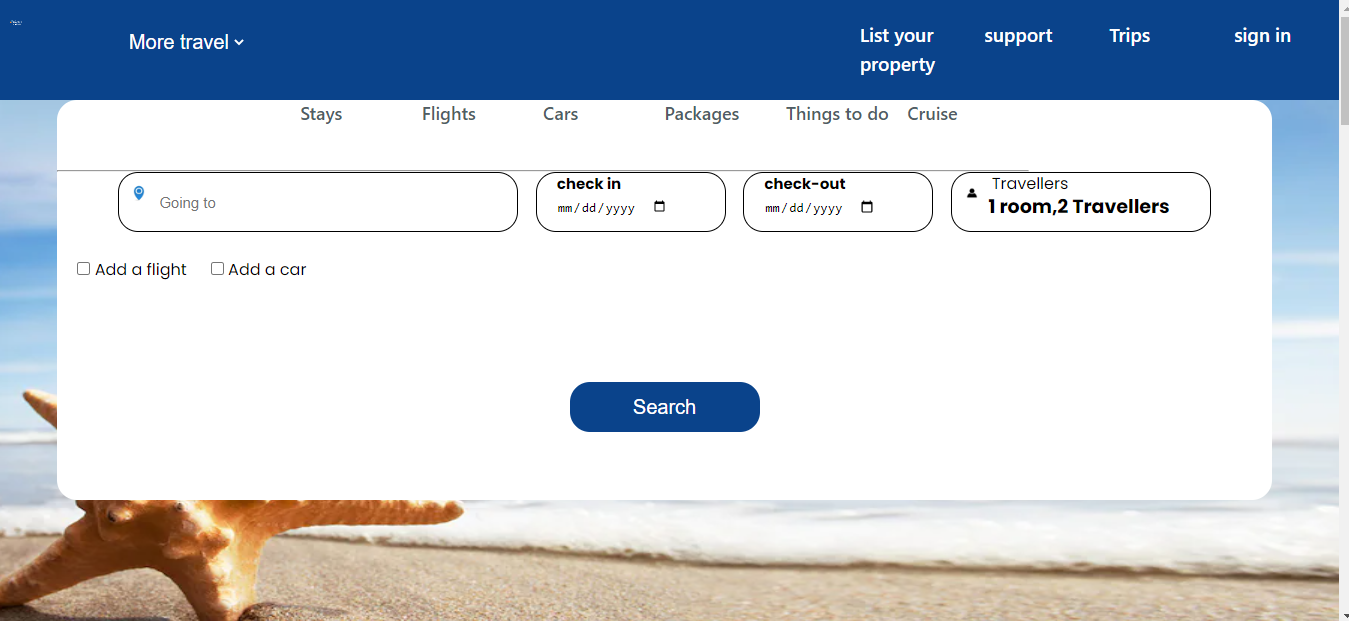 More travel
List your
property
support
Trips
sign in
Stays
Flights
Cars
Packages
Things to do
Cruise
Going to
check in
mm/dd/yyyy
check-out
mm/dd/yyyy
Travellers
1 room,2 Travellers
Add a flight
Add a car
Search